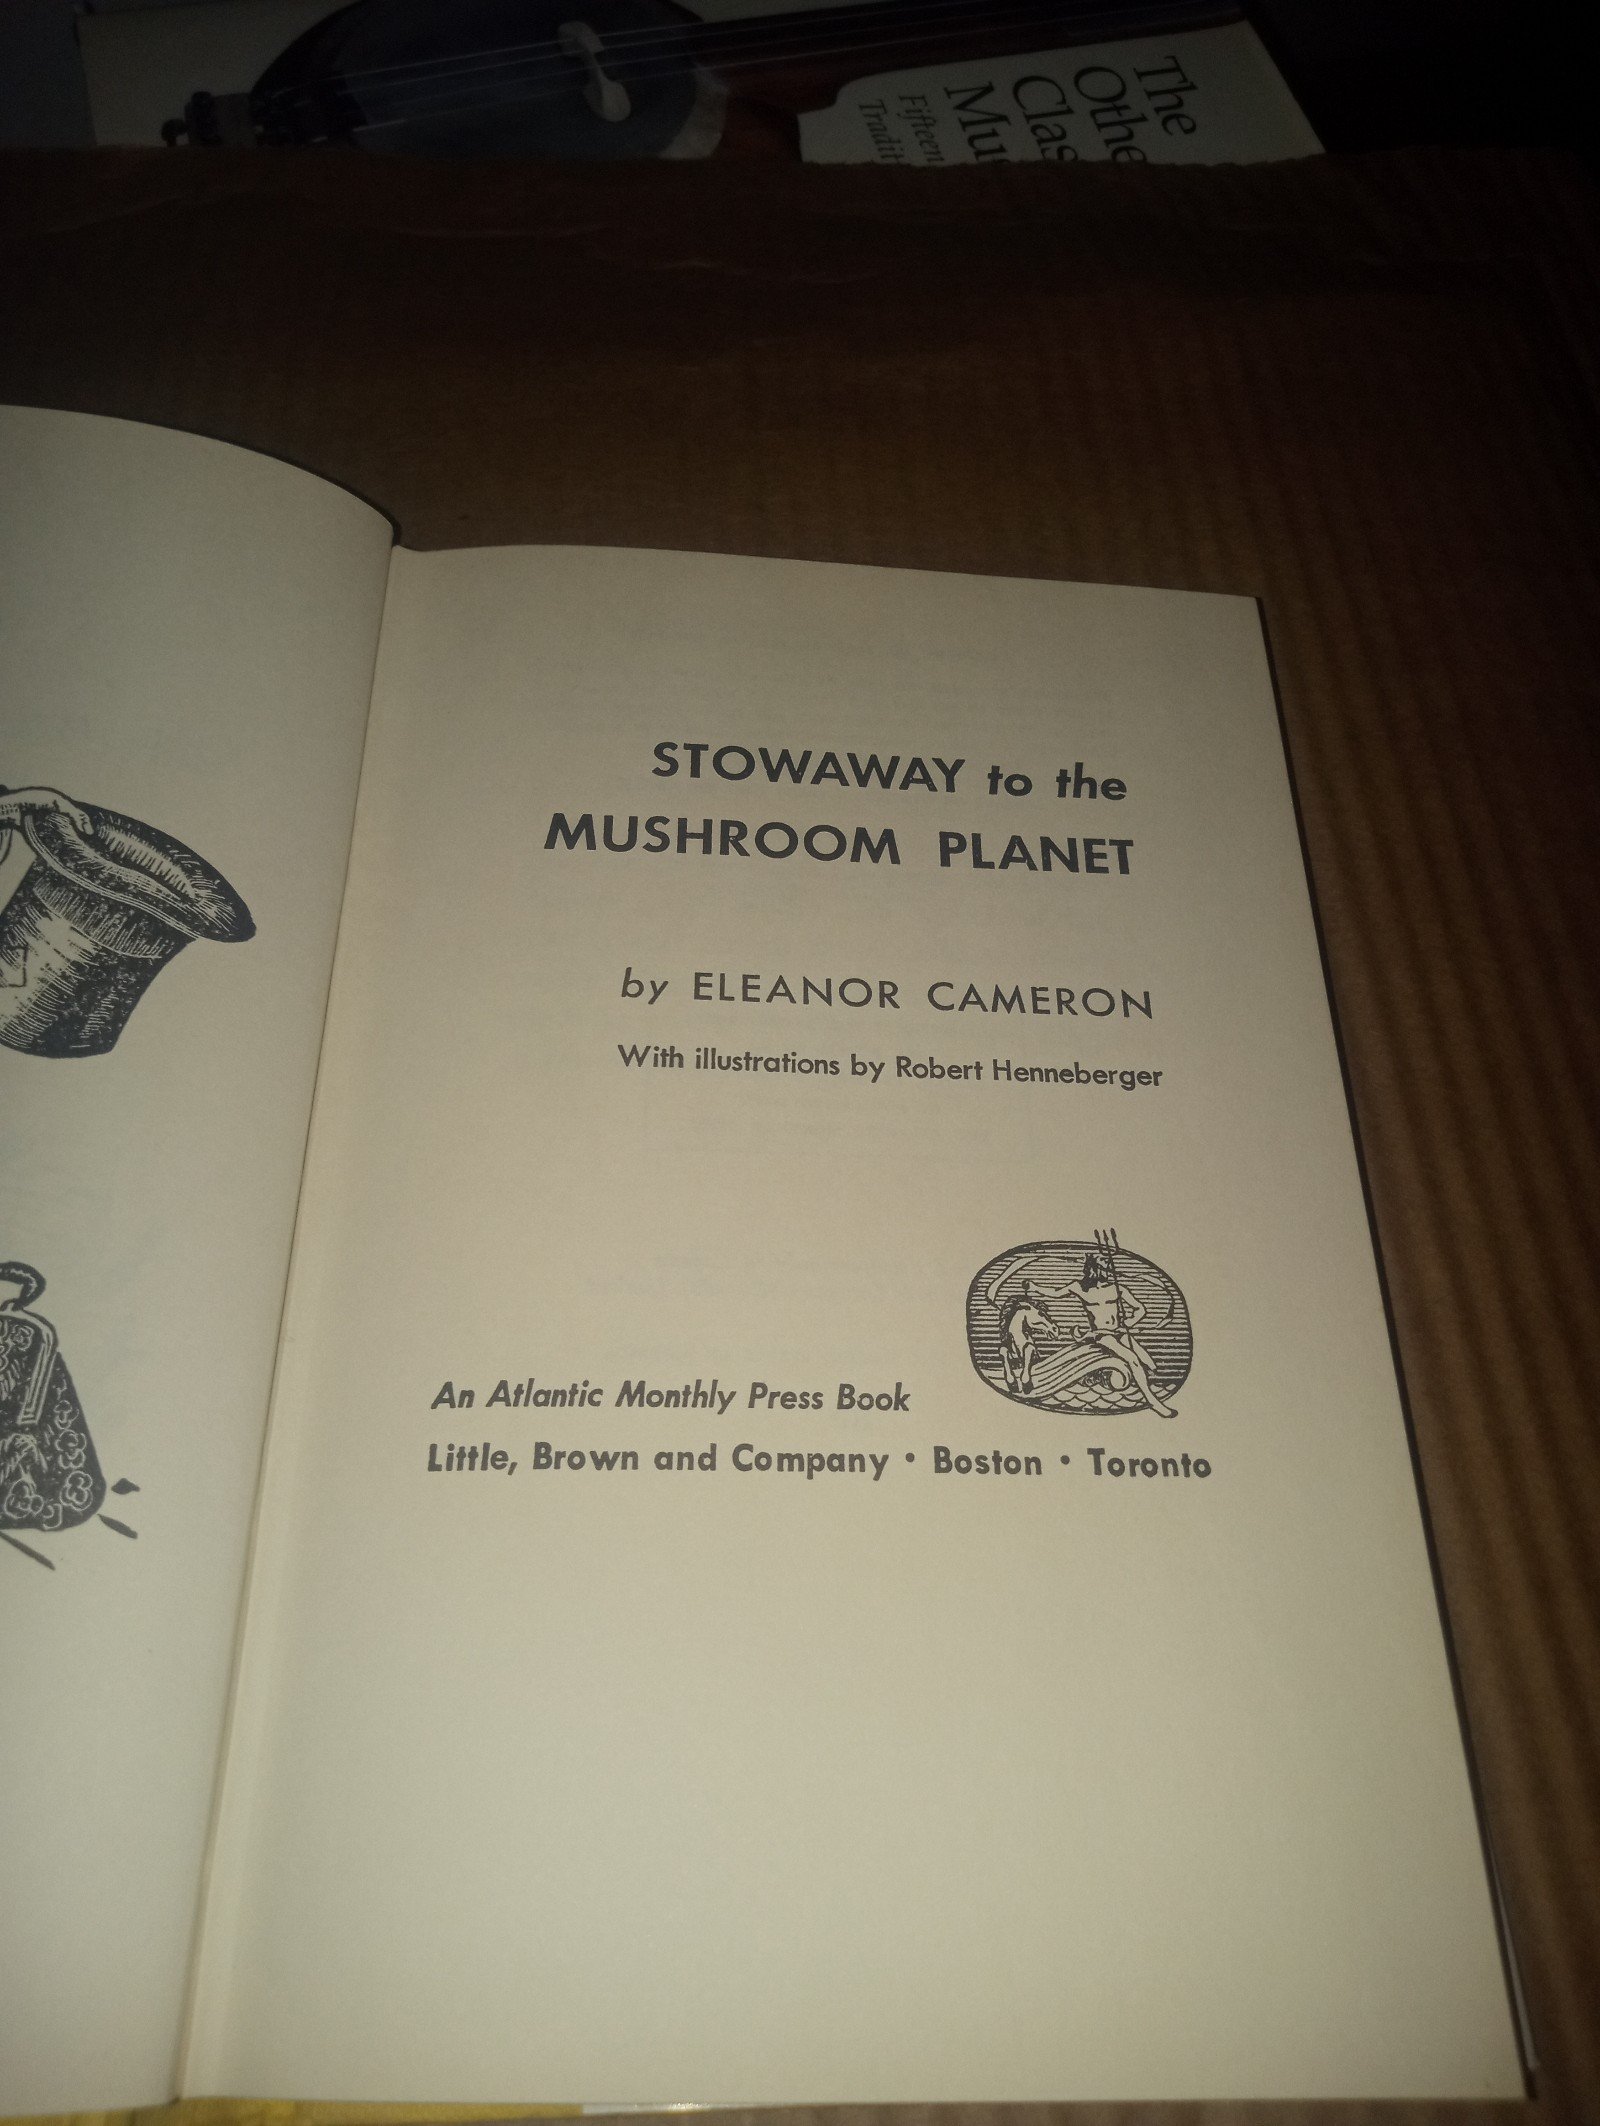 The
Othe
Clas
Mu
Fifteen
Tradit
STOWAWAY to the
MUSHROOM PLANET
by ELEANOR CAMERON
With illustrations by Robert Henneberger
An Atlantic Monthly Press Book
Little, Brown and Company • Boston • Toronto